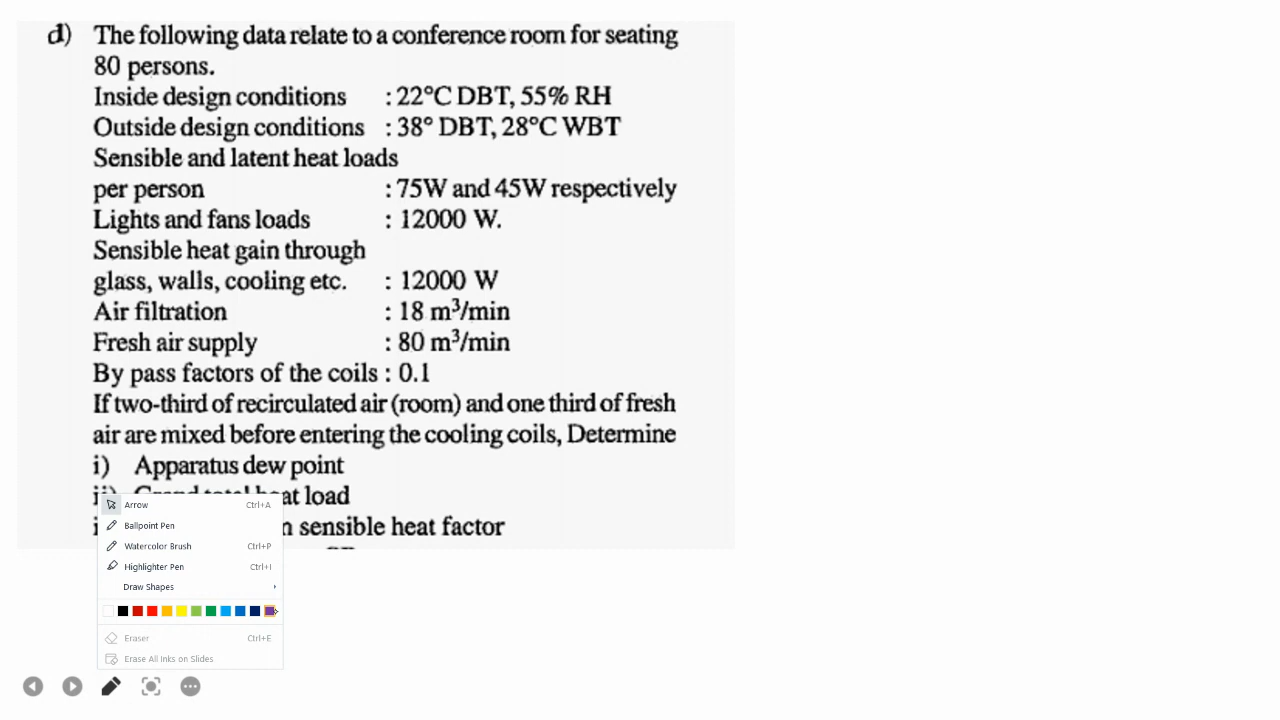 d) The following data relate to a conference room for seating
80 persons.
Inside design conditions : 22°C DBT, 55% RH
Outside design conditions : 38° DBT, 28°C WBT
Sensible and latent heat loads
per person : 75W and 45W respectively
Lights and fans loads : 12000 W.
Sensible heat gain through
glass, walls, cooling etc. : 12000 W
Air filtration : 18 m³/min
Fresh air supply : 80 m³/min
By pass factors of the coils : 0.1
If two-third of recirculated air (room) and one third of fresh
air are mixed before entering the cooling coils, Determine
i) Apparatus dew point
heat load
sensible heat factor
Arrow Ctrl+A
Ballpoint Pen
Watercolor Brush Ctrl+P
Highlighter Pen Ctrl+I
Draw Shapes
Eraser Ctrl+E
Erase All Inks on Slides